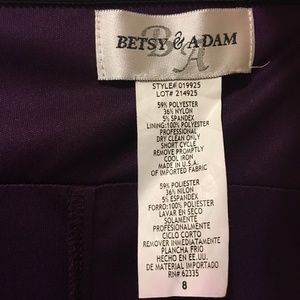 BETSY & ADAM
B
A
STYLE# 019925
LOT# 214925
59% POLYESTER
36% NYLON
5% SPANDEX
LINING:100% POLYESTER
PROFESSIONAL
DRY CLEAN ONLY
SHORT CYCLE
REMOVE PROMPTLY
COOL IRON
MADE IN U.S.A.
OF IMPORTED FABRIC
59% POLIESTER
36% NILON
5% EXPANDEX
FORRO:100% POLIESTER
LAVAR EN SECO
SOLAMENTE
PROFESIONALMENTE
CICLO CORTO
REMUEVAN INMEDIATAMENTE
PLANCHA FRIO
HECHO EN EE.UU.
DE MATERIAL IMPORTADO
RN# 62335
8